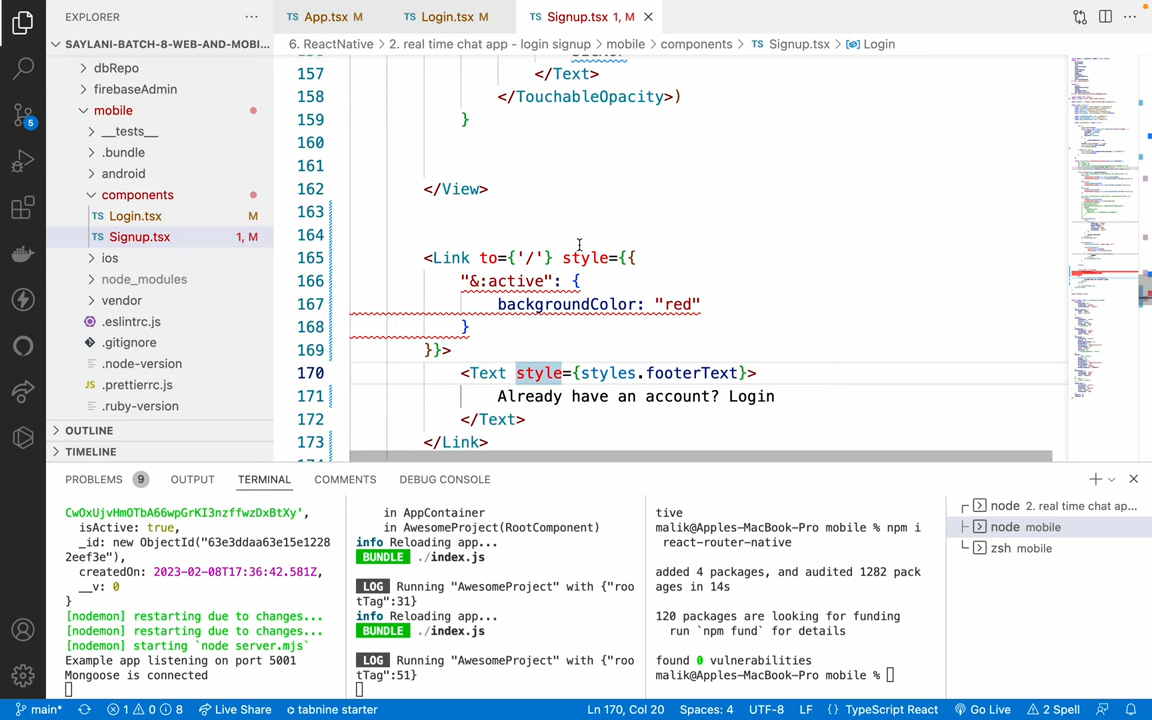 EXPLORER
TS App.tsx M
TS Login.tsx M
TS Signup.tsx 1, M
SAYLANI-BATCH-8-WEB-AND-MOBI...
6. ReactNative > 2. real time chat app - login signup > mobile > components > TS Signup.tsx > Login
dbRepo
firebaseAdmin
mobile
__tests__
.bundle
android
components
TS Login.tsx M
TS Signup.tsx 1, M
ios
node_modules
vendor
.eslintrc.js
.gitignore
.node-version
JS .prettierrc.js
.ruby-version
OUTLINE
TIMELINE
157 </Text>
158 </TouchableOpacity>)
159 }
160
161
162 </View>
163
164
165 <Link to={'/'} style={{
166 "&:active": {
167 backgroundColor: "red"
168 }
169 }}>
170 <Text style={styles.footerText}>
171 Already have an account? Login
172 </Text>
173 </Link>
PROBLEMS 9 OUTPUT TERMINAL COMMENTS DEBUG CONSOLE
CwOxUjvHmOTbA66wpGrKI3nzffwzDxBtXy',
isActive: true,
_id: new ObjectId("63e3ddaa63e15e1228
2eef3e"),
createdOn: 2023-02-08T17:36:42.581Z,
__v: 0
}
[nodemon] restarting due to changes...
[nodemon] restarting due to changes...
[nodemon] starting `node server.mjs`
Example app listening on port 5001
Mongoose is connected
in AppContainer
in AwesomeProject(RootComponent)
info Reloading app...
BUNDLE ./index.js
LOG Running "AwesomeProject" with {"roo
tTag":31}
info Reloading app...
BUNDLE ./index.js
LOG Running "AwesomeProject" with {"roo
tTag":51}
tive
malik@Apples-MacBook-Pro mobile % npm i
react-router-native
added 4 packages, and audited 1282 pack
ages in 14s
120 packages are looking for funding
run `npm fund` for details
found 0 vulnerabilities
malik@Apples-MacBook-Pro mobile %
node 2. real time chat ap...
node mobile
zsh mobile
5
main* 1 0 8 Live Share tabnine starter Ln 170, Col 20 Spaces: 4 UTF-8 LF {} TypeScript React Go Live 2 Spell